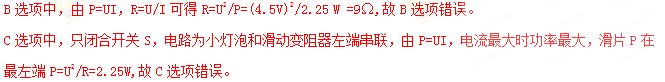 B 选项中，由 P=UI，R=U/I 可得 R=U²/P=(4.5V)²/2.25 W =9Ω,故 B 选项错误。
C 选项中，只闭合开关 S，电路为小灯泡和滑动变阻器左端串联，由 P=UI，电流最大时功率最大，滑片 P 在
最左端 P=U²/R=2.25W,故 C 选项错误。